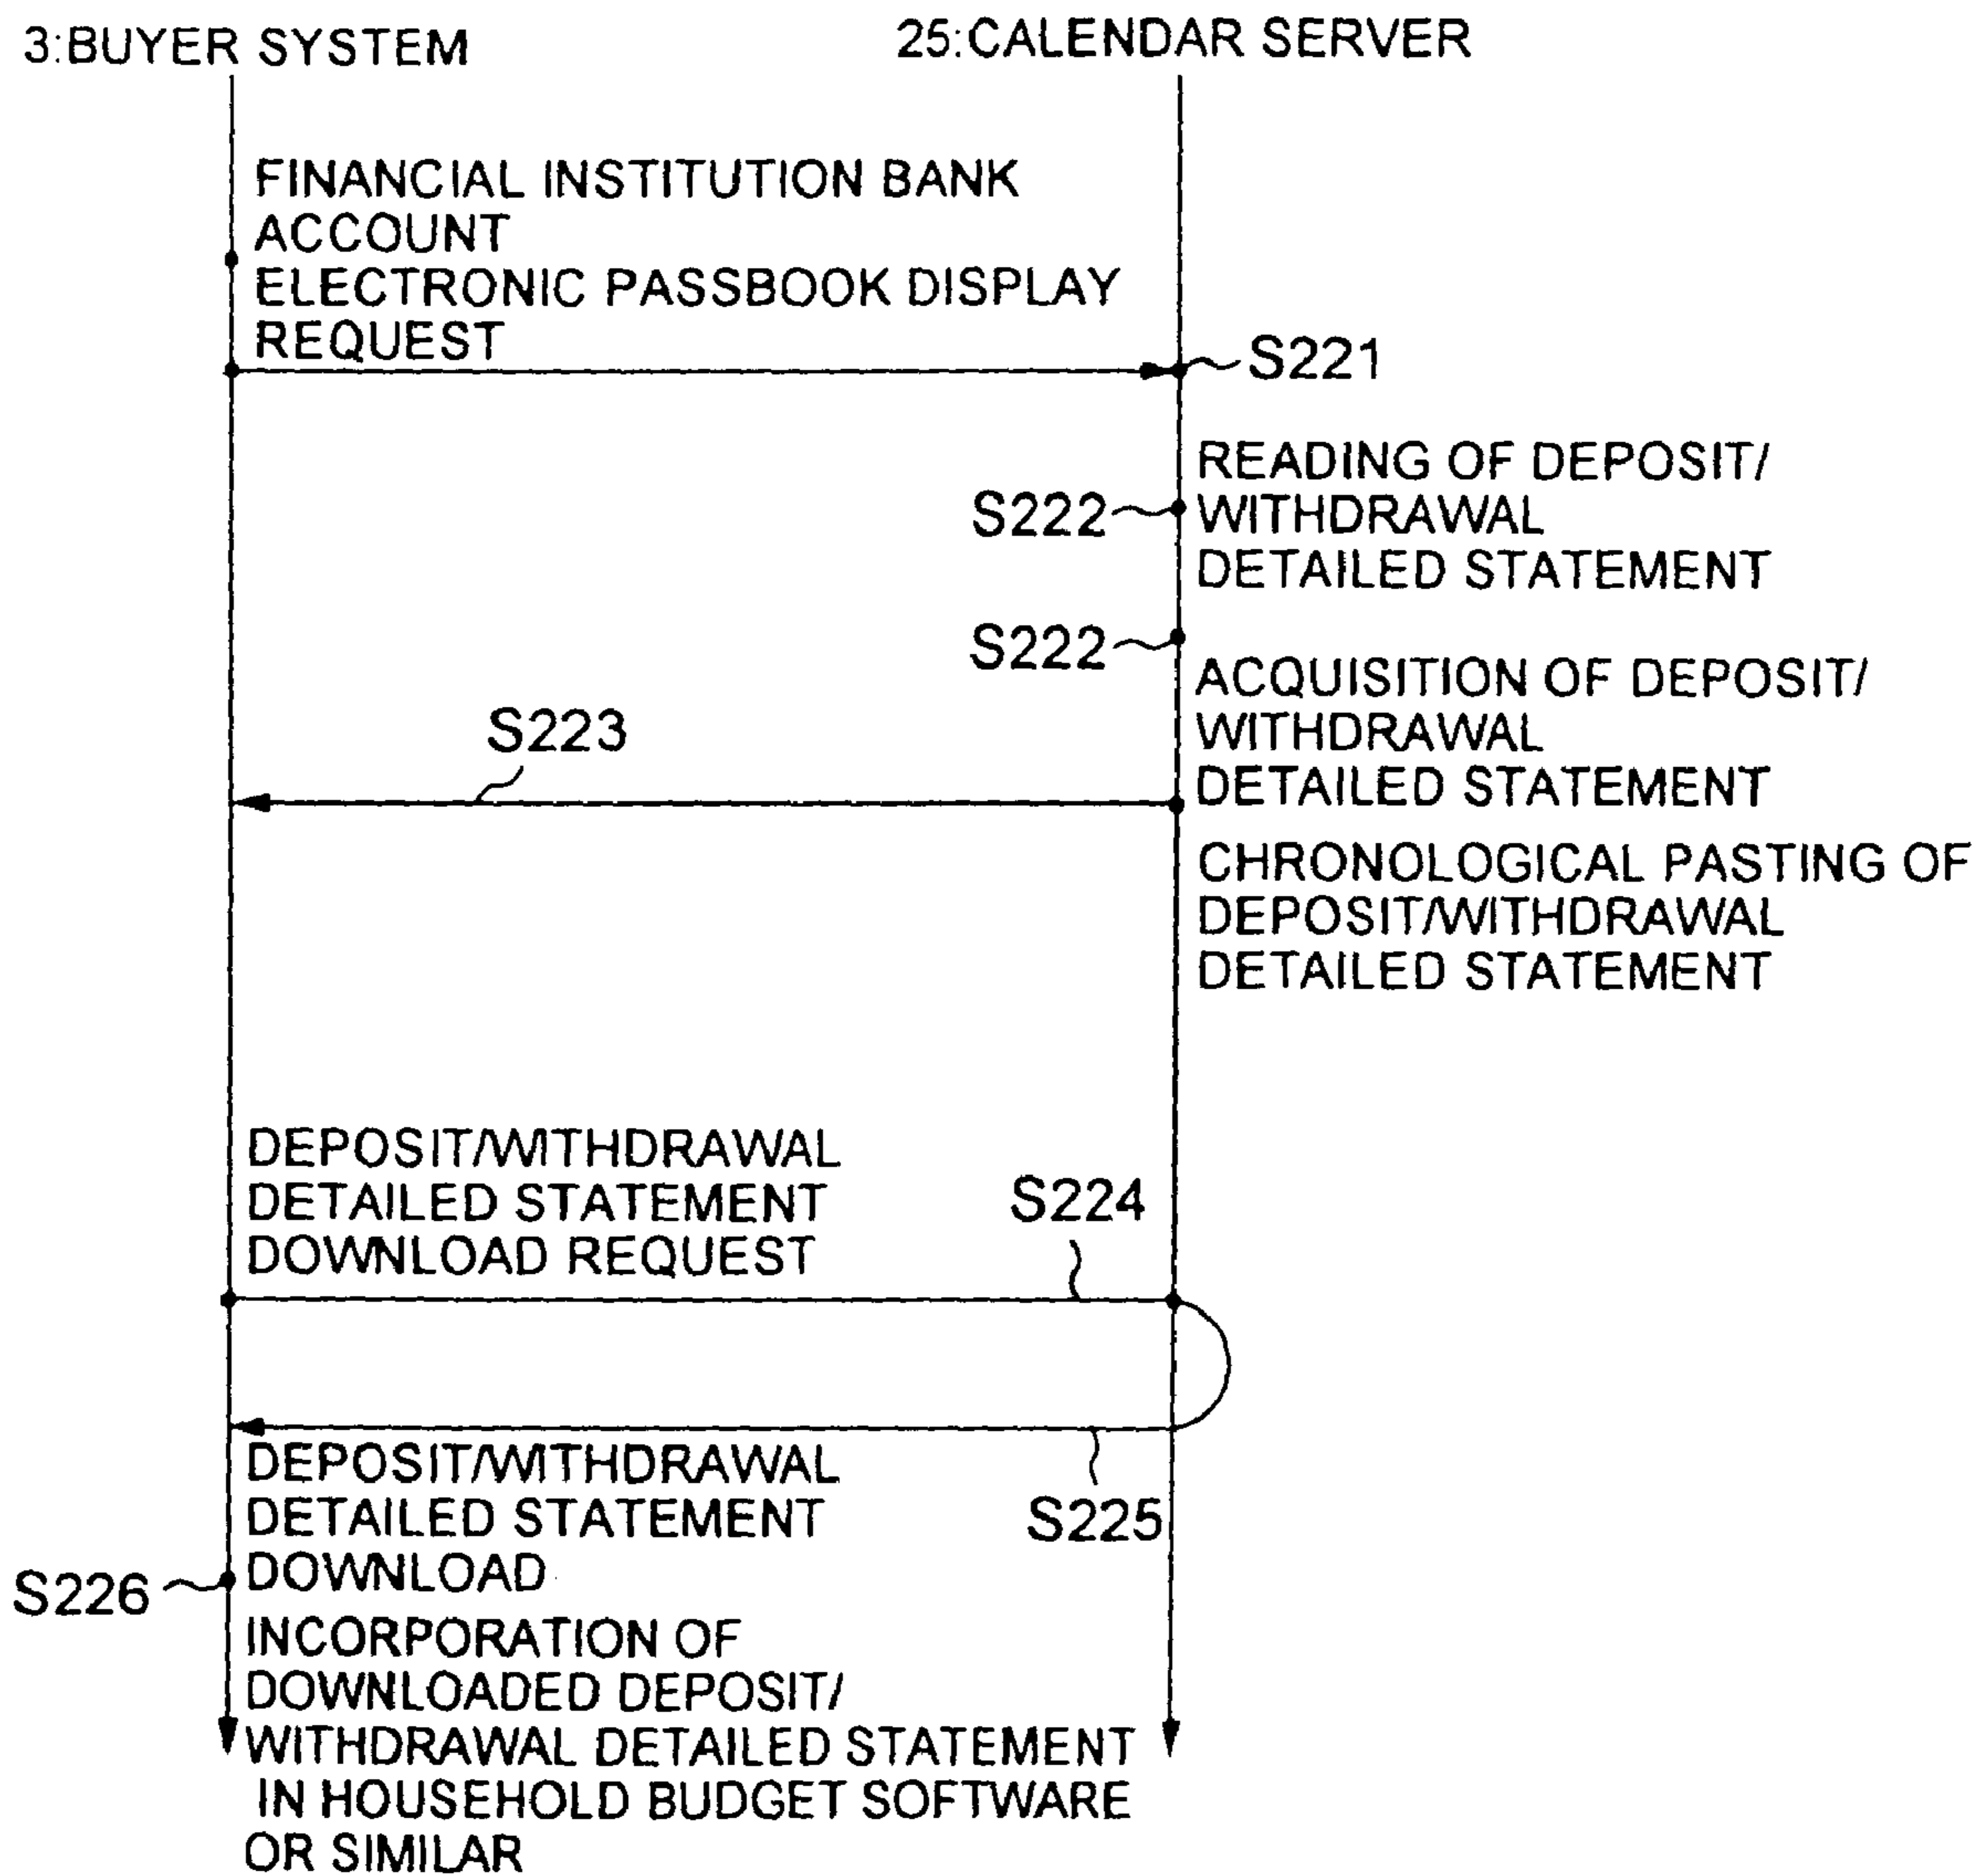 3:BUYER SYSTEM
25:CALENDAR SERVER
FINANCIAL INSTITUTION BANK
ACCOUNT
ELECTRONIC PASSBOOK DISPLAY
REQUEST
S221
READING OF DEPOSIT/
S222
WITHDRAWAL
DETAILED STATEMENT
S222
ACQUISITION OF DEPOSIT/
WITHDRAWAL
DETAILED STATEMENT
S223
CHRONOLOGICAL PASTING OF
DEPOSIT/WITHDRAWAL
DETAILED STATEMENT
DEPOSIT/WITHDRAWAL
DETAILED STATEMENT
DOWNLOAD REQUEST
S224
DEPOSIT/WITHDRAWAL
DETAILED STATEMENT
DOWNLOAD
S225
S226
INCORPORATION OF
DOWNLOADED DEPOSIT/
WITHDRAWAL DETAILED STATEMENT
IN HOUSEHOLD BUDGET SOFTWARE
OR SIMILAR